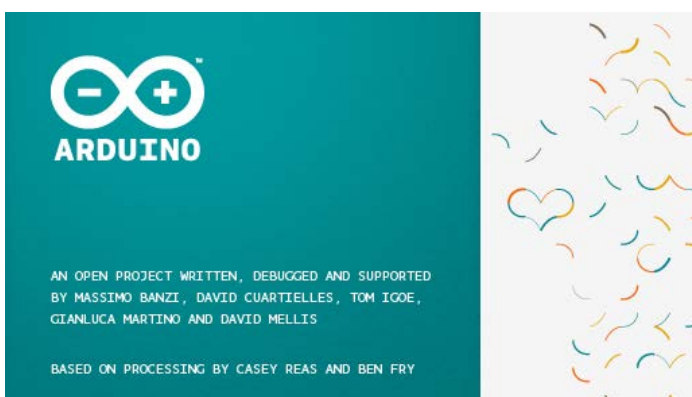 ARDUINO
AN OPEN PROJECT WRITTEN, DEBUGGED AND SUPPORTED
BY MASSIMO BANZI, DAVID CUARTIELLES, TOM IGOE,
GIANLUCA MARTINO AND DAVID MELLIS
BASED ON PROCESSING BY CASEY REAS AND BEN FRY